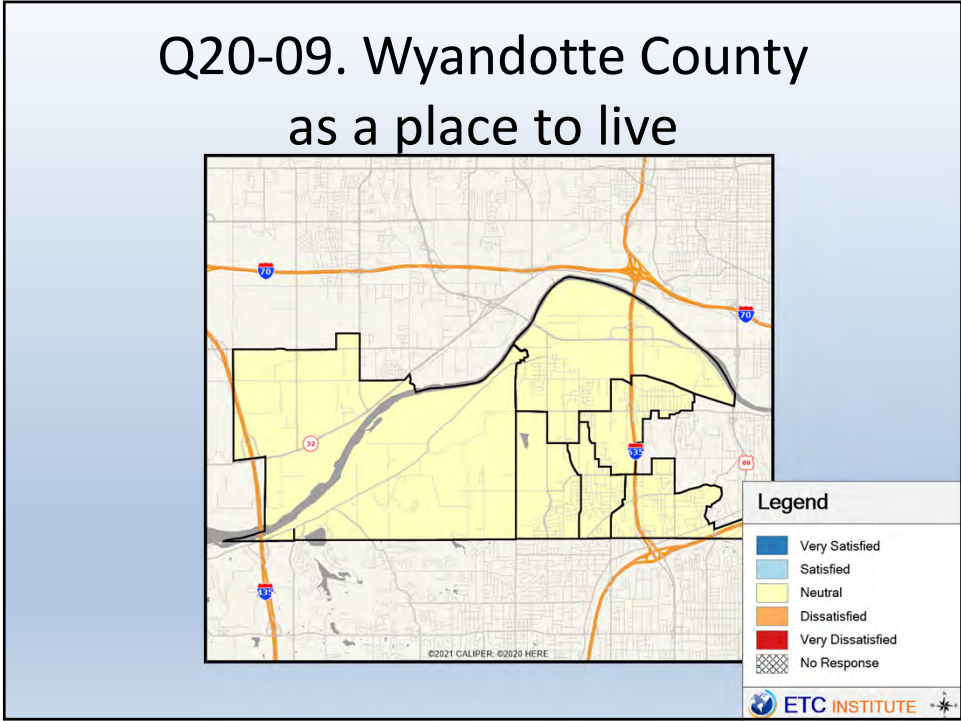 Q20-09. Wyandotte County
as a place to live
70
70
32
635
69
435
©2021 CALIPER; ©2020 HERE
Legend
Very Satisfied
Satisfied
Neutral
Dissatisfied
Very Dissatisfied
No Response
ETC INSTITUTE